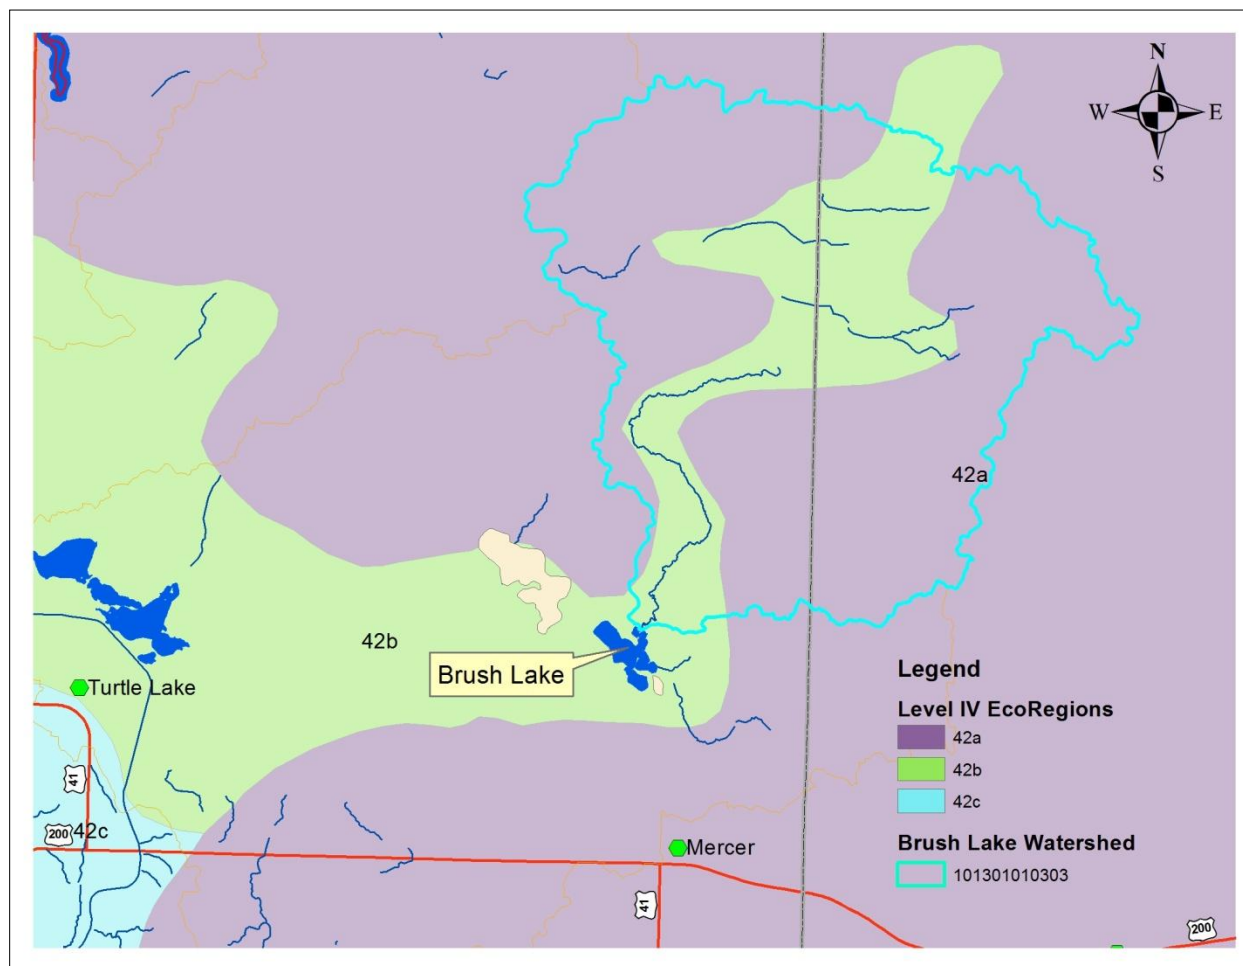 N
W E
S
42a
42b
Brush Lake
Turtle Lake
41
200
42c
Mercer
41
200
Legend
Level IV EcoRegions
42a
42b
42c
Brush Lake Watershed
101301010303